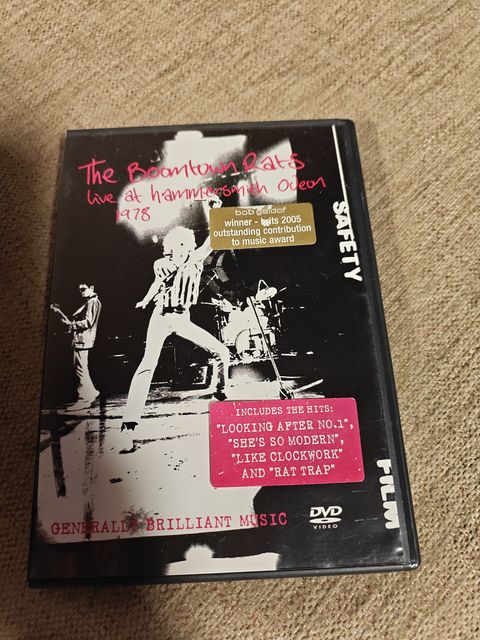 The Boomtown Rats
live at hammersmith Odeon
1978
bob geldof
winner - brits 2005
outstanding contribution
to music award
SAFETY
INCLUDES THE HITS:
"LOOKING AFTER NO.1",
"SHE'S SO MODERN",
"LIKE CLOCKWORK"
AND "RAT TRAP"
FILM
GENERALLY BRILLIANT MUSIC
DVD
VIDEO